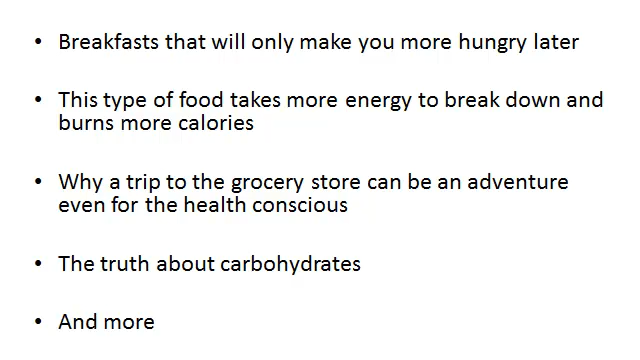 • Breakfasts that will only make you more hungry later
• This type of food takes more energy to break down and
burns more calories
• Why a trip to the grocery store can be an adventure
even for the health conscious
• The truth about carbohydrates
• And more